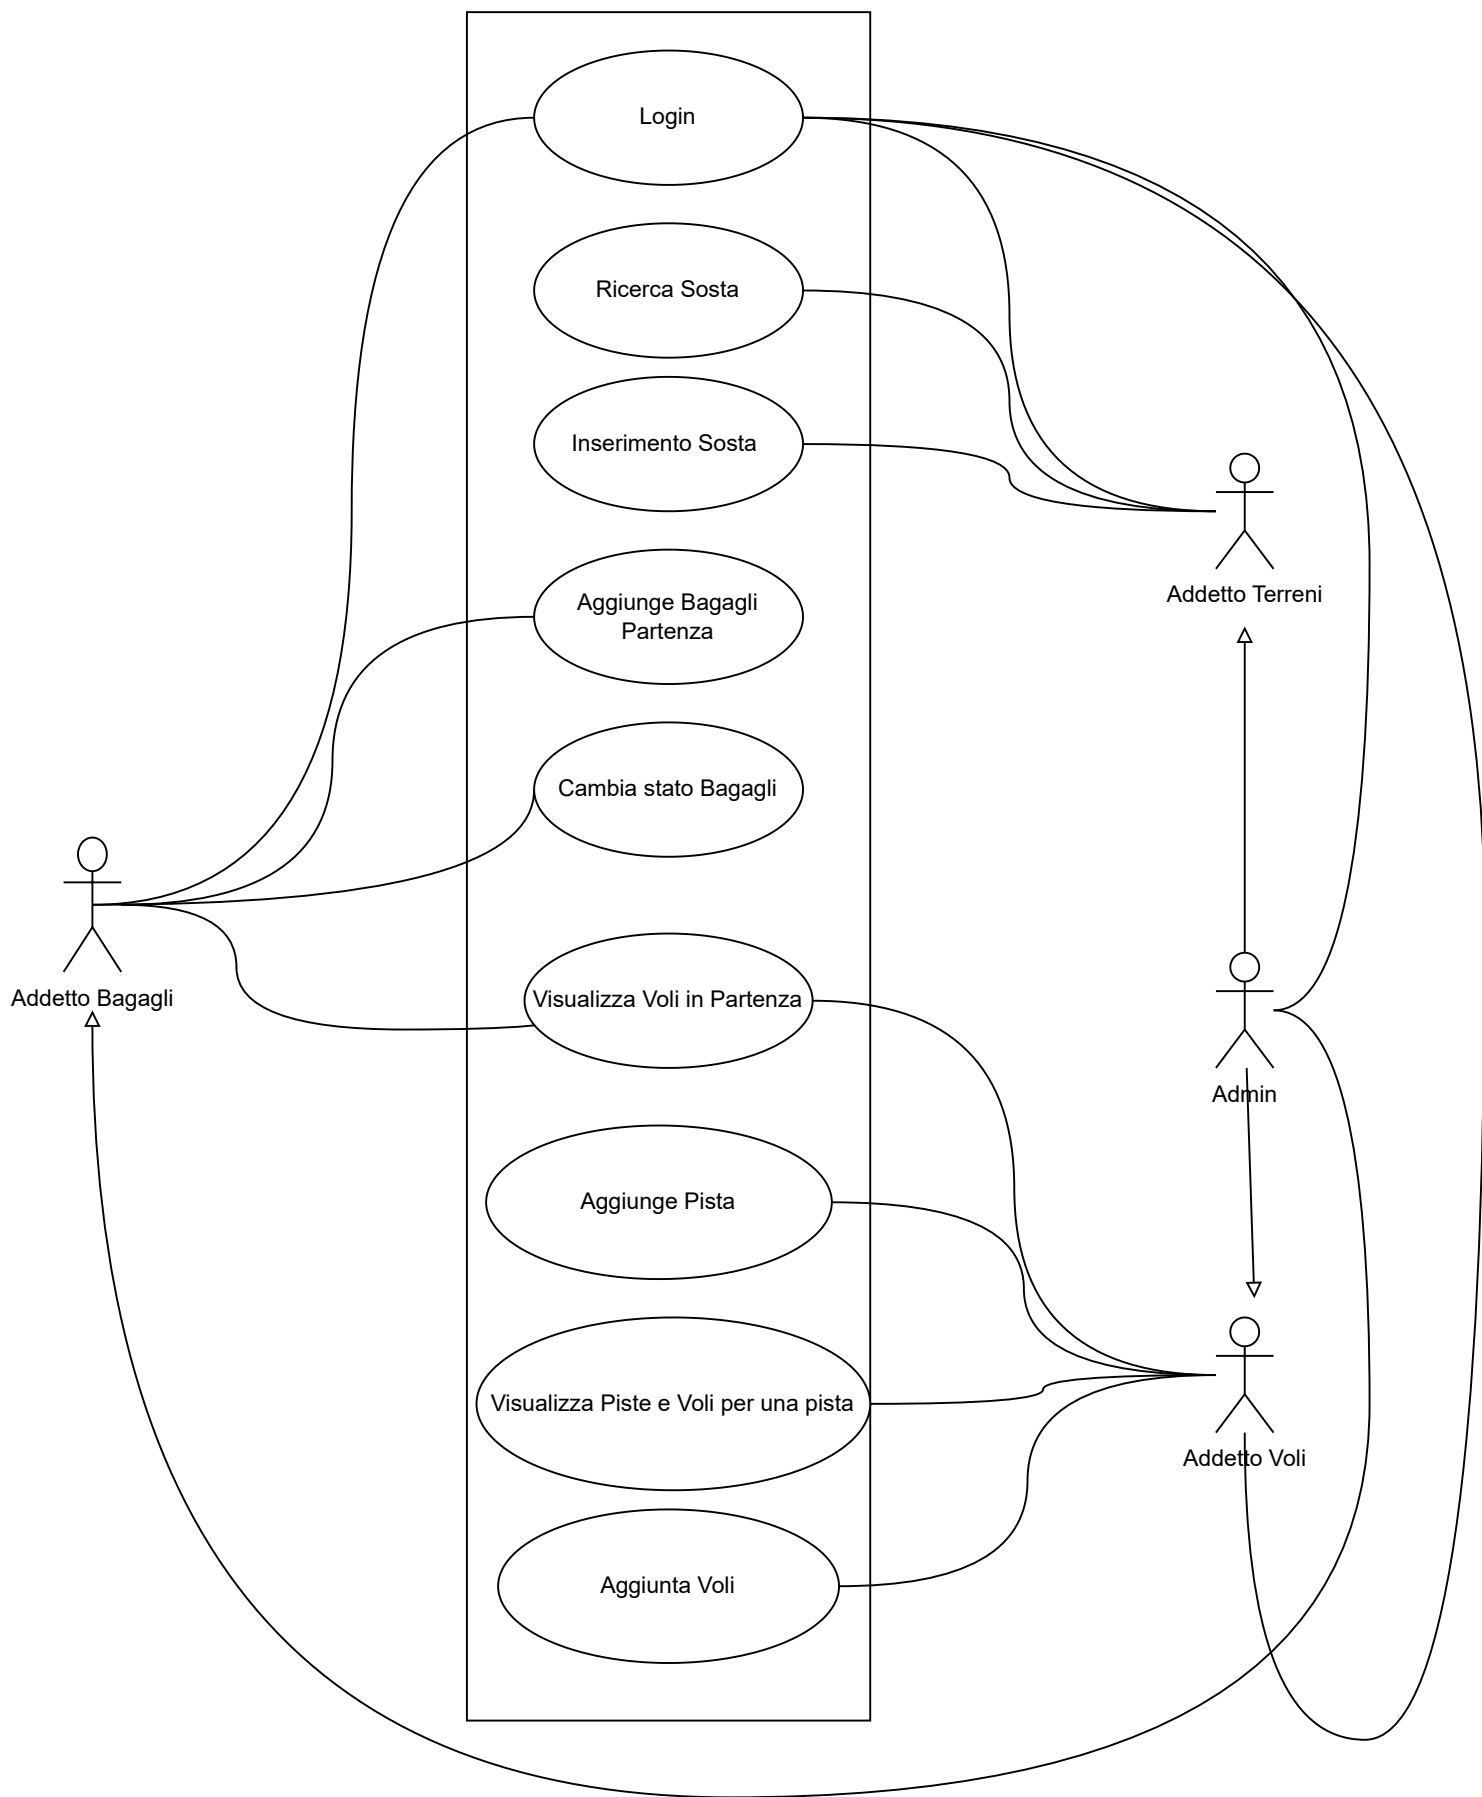 Login
Ricerca Sosta
Inserimento Sosta
Addetto Terreni
Aggiunge Bagagli
Partenza
Cambia stato Bagagli
Addetto Bagagli
Visualizza Voli in Partenza
Admin
Aggiunge Pista
Visualizza Piste e Voli per una pista
Addetto Voli
Aggiunta Voli